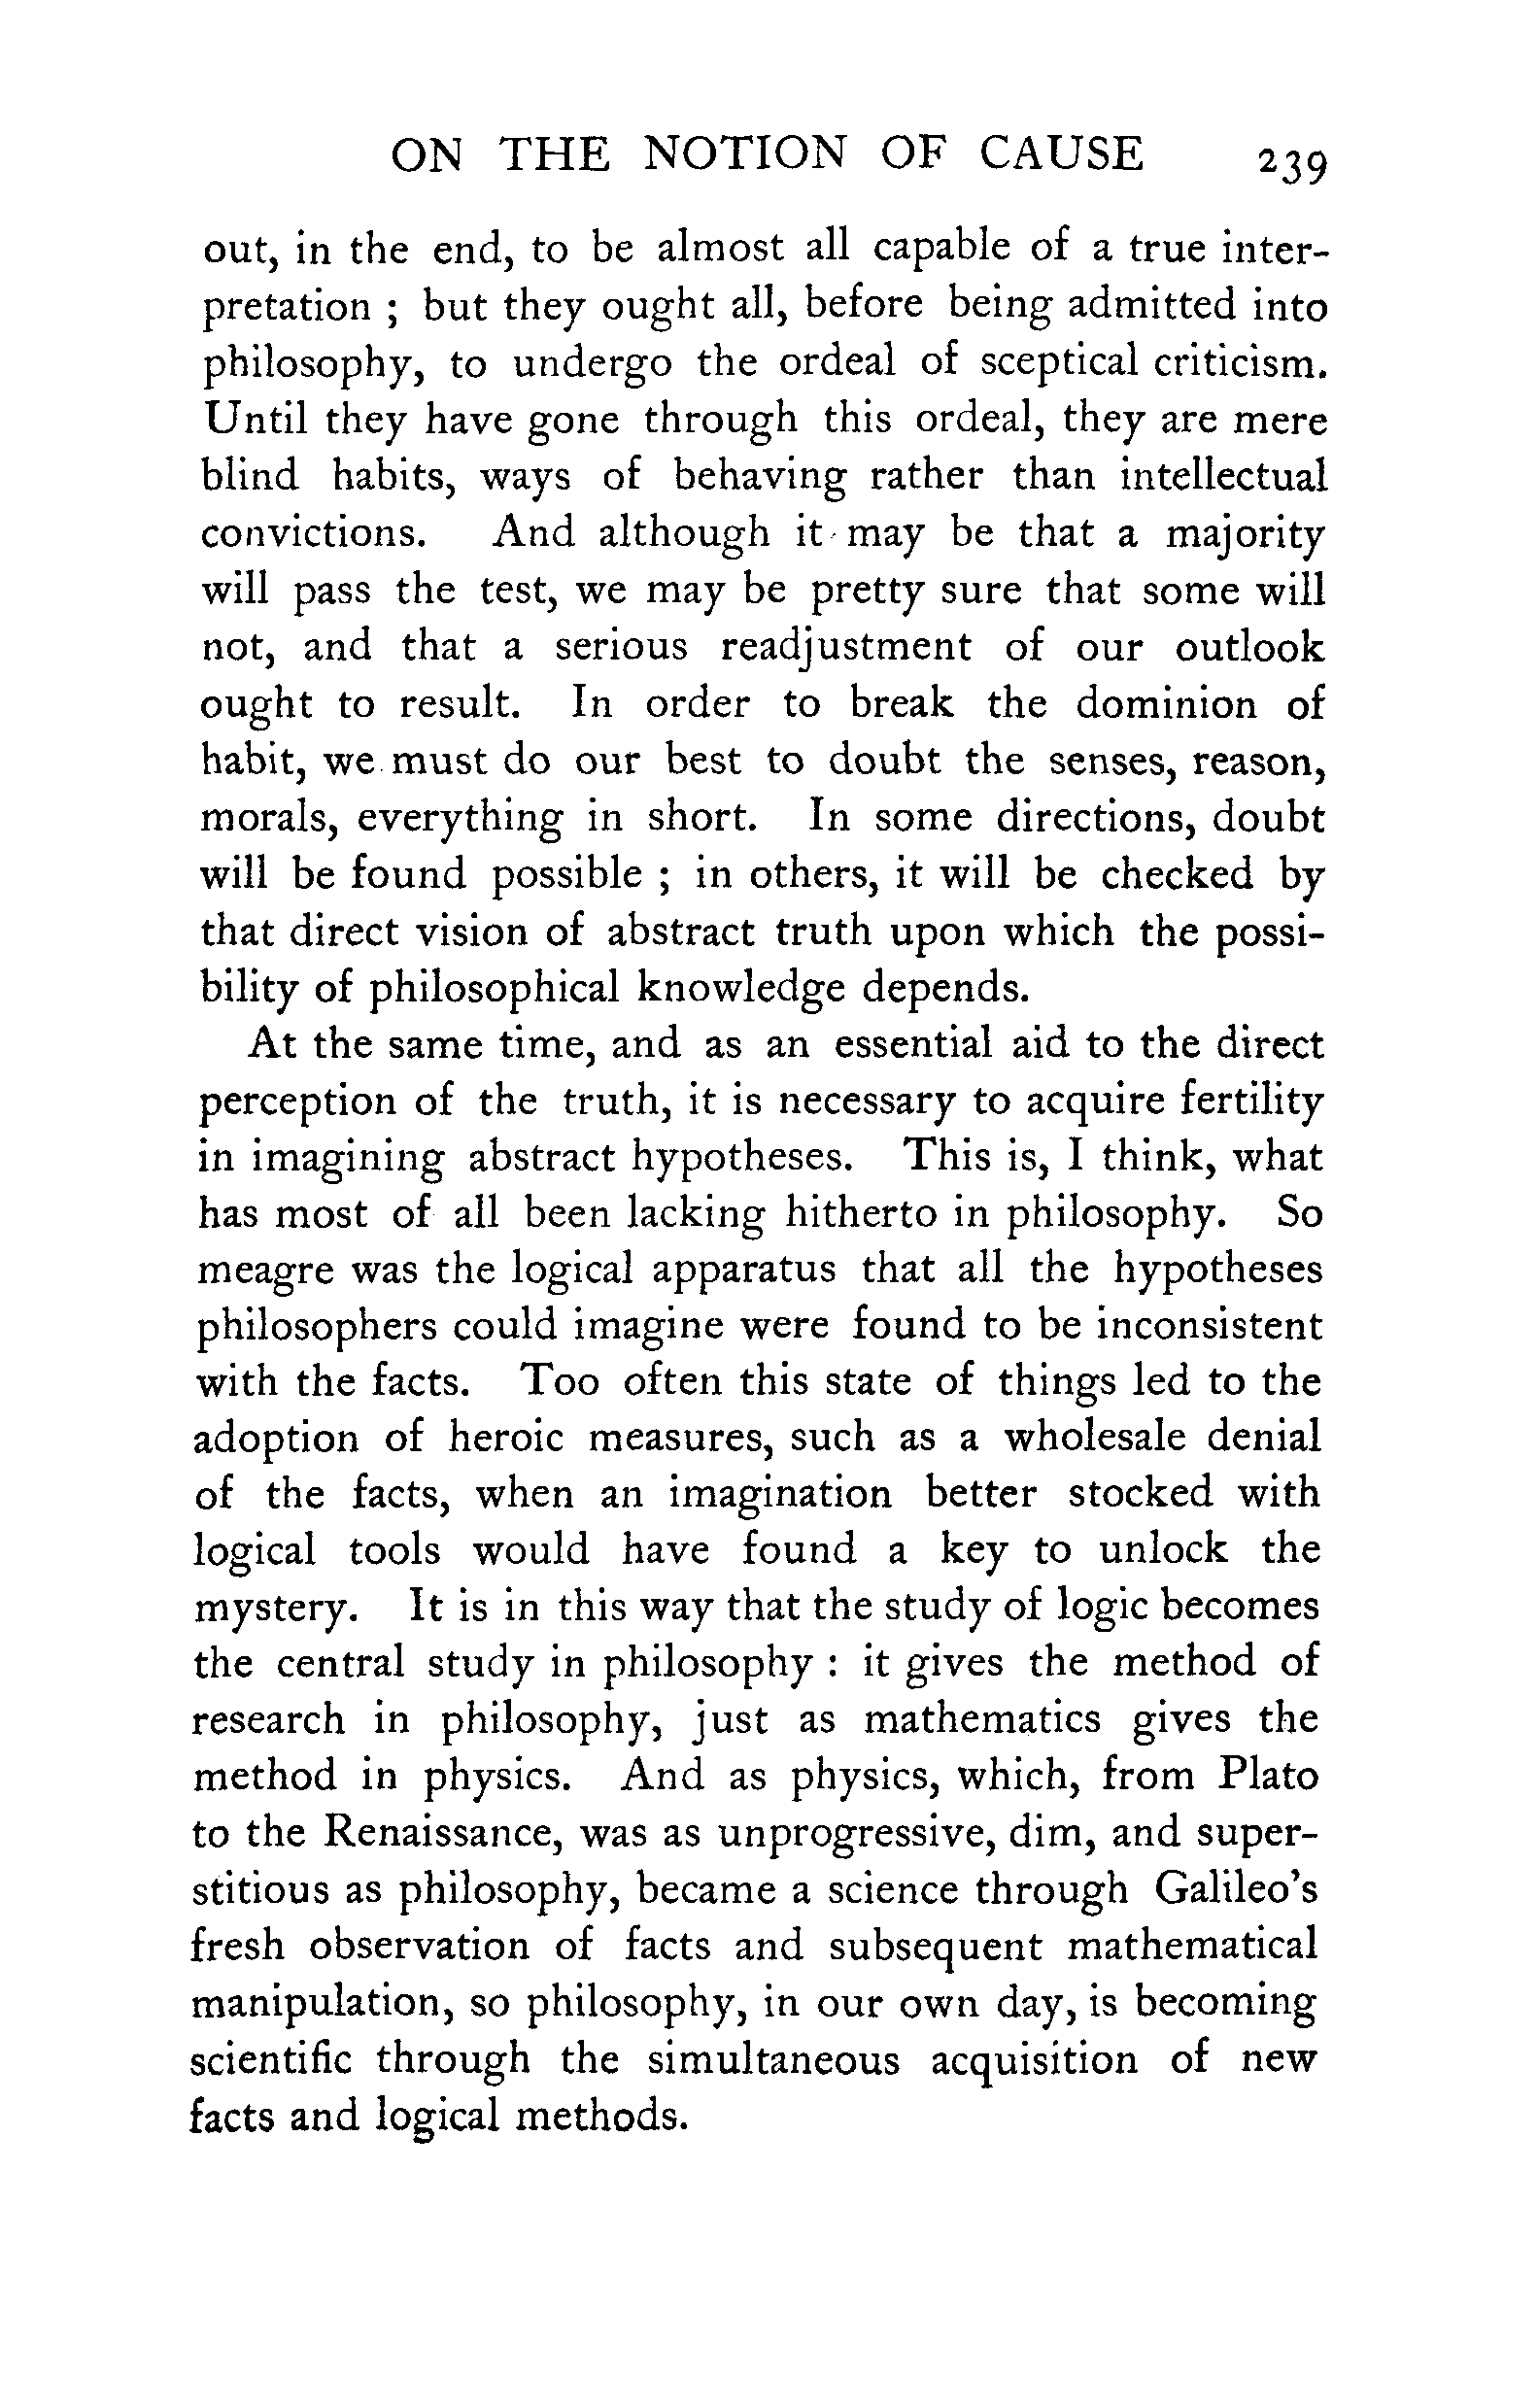 ON THE NOTION OF CAUSE 239
out, in the end, to be almost all capable of a true inter-
pretation ; but they ought all, before being admitted into
philosophy, to undergo the ordeal of sceptical criticism.
Until they have gone through this ordeal, they are mere
blind habits, ways of behaving rather than intellectual
convictions. And although it may be that a majority
will pass the test, we may be pretty sure that some will
not, and that a serious readjustment of our outlook
ought to result. In order to break the dominion of
habit, we must do our best to doubt the senses, reason,
morals, everything in short. In some directions, doubt
will be found possible ; in others, it will be checked by
that direct vision of abstract truth upon which the possi-
bility of philosophical knowledge depends.
At the same time, and as an essential aid to the direct
perception of the truth, it is necessary to acquire fertility
in imagining abstract hypotheses. This is, I think, what
has most of all been lacking hitherto in philosophy. So
meagre was the logical apparatus that all the hypotheses
philosophers could imagine were found to be inconsistent
with the facts. Too often this state of things led to the
adoption of heroic measures, such as a wholesale denial
of the facts, when an imagination better stocked with
logical tools would have found a key to unlock the
mystery. It is in this way that the study of logic becomes
the central study in philosophy : it gives the method of
research in philosophy, just as mathematics gives the
method in physics. And as physics, which, from Plato
to the Renaissance, was as unprogressive, dim, and super-
stitious as philosophy, became a science through Galileo's
fresh observation of facts and subsequent mathematical
manipulation, so philosophy, in our own day, is becoming
scientific through the simultaneous acquisition of new
facts and logical methods.